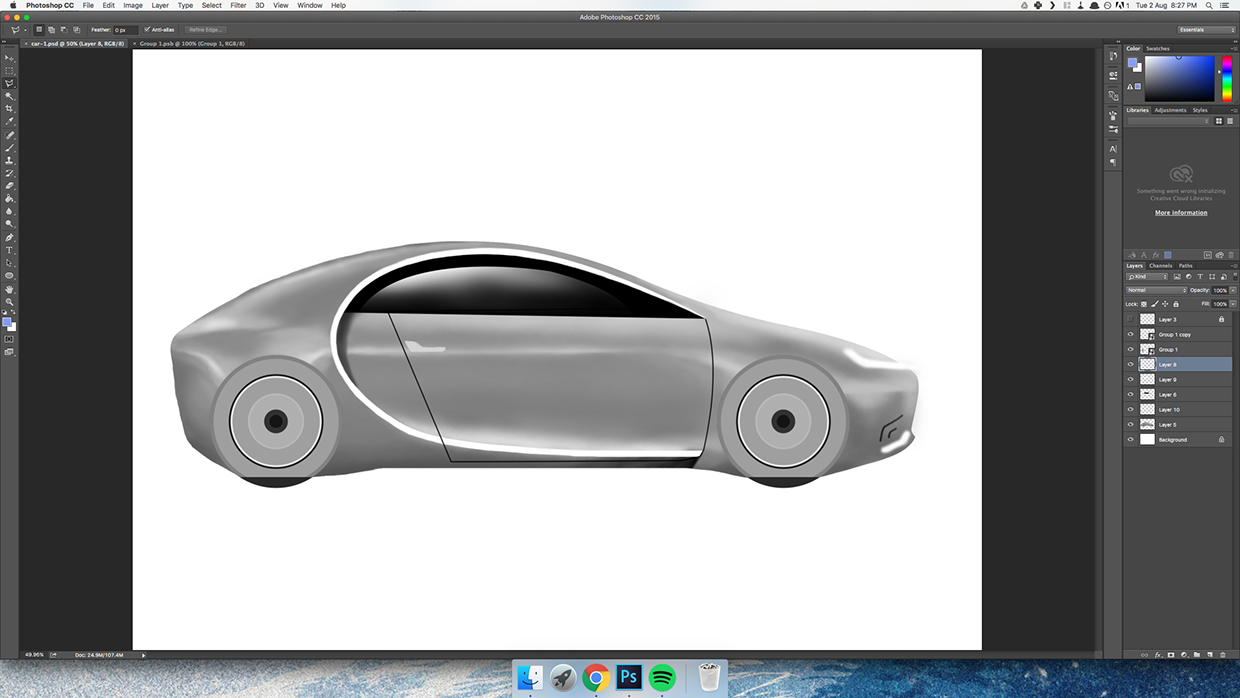 Photoshop CC File Edit Image Layer Type Select Filter 3D View Window Help
1 Tue 2 Aug 8:27 PM
Adobe Photoshop CC 2015
Feather: 0 px Anti-alias Refine Edge... Essentials
× car-1.psd @ 50% (Layer 8, RGB/8) × Group 1.psb @ 100% (Group 1, RGB/8)
Color Swatches
Libraries Adjustments Styles
Something went wrong initializing
Creative Cloud Libraries
More information
Layers Channels Paths
Kind
Normal Opacity: 100%
Lock: Fill: 100%
Layer 3
Group 1 copy
Group 1
Layer 8
Layer 9
Layer 6
Layer 10
Layer 5
Background
49.96% Doc: 24.9M/107.4M
Ps